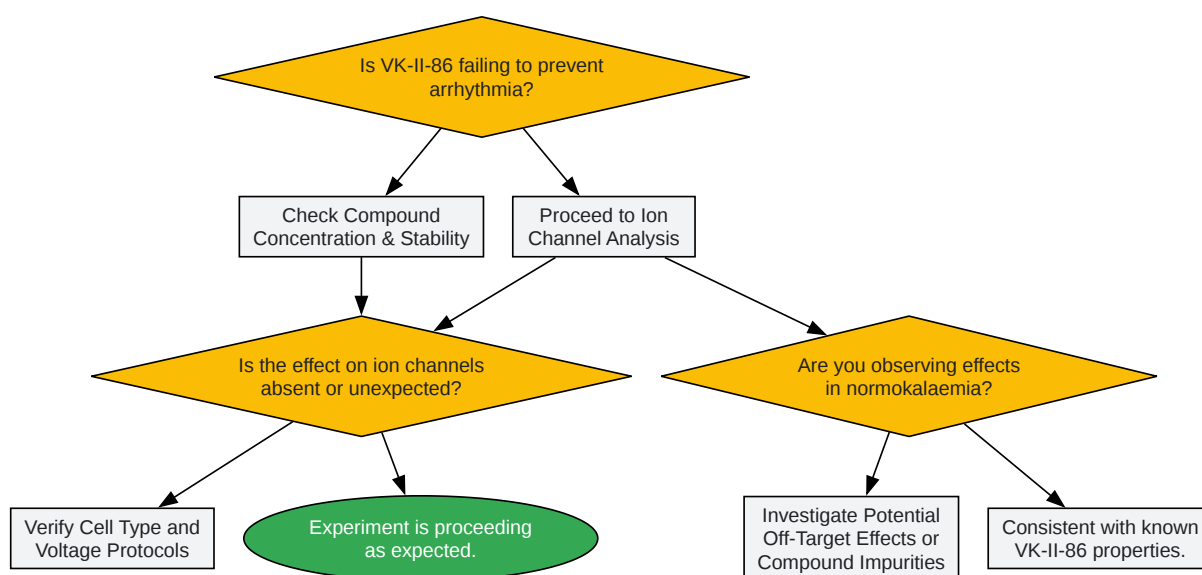 Is VK-II-86 failing to prevent
arrhythmia?
Check Compound
Concentration & Stability
Proceed to Ion
Channel Analysis
Is the effect on ion channels
absent or unexpected?
Are you observing effects
in normokalaemia?
Verify Cell Type and
Voltage Protocols
Experiment is proceeding
as expected.
Investigate Potential
Off-Target Effects or
Compound Impurities
Consistent with known
VK-II-86 properties.